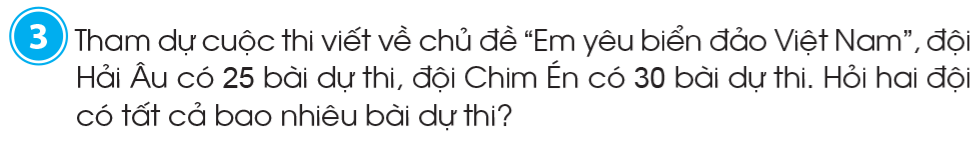 3 Tham dự cuộc thi viết về chủ đề “Em yêu biển đảo Việt Nam”, đội
Hải Âu có 25 bài dự thi, đội Chim Én có 30 bài dự thi. Hỏi hai đội
có tất cả bao nhiêu bài dự thi?